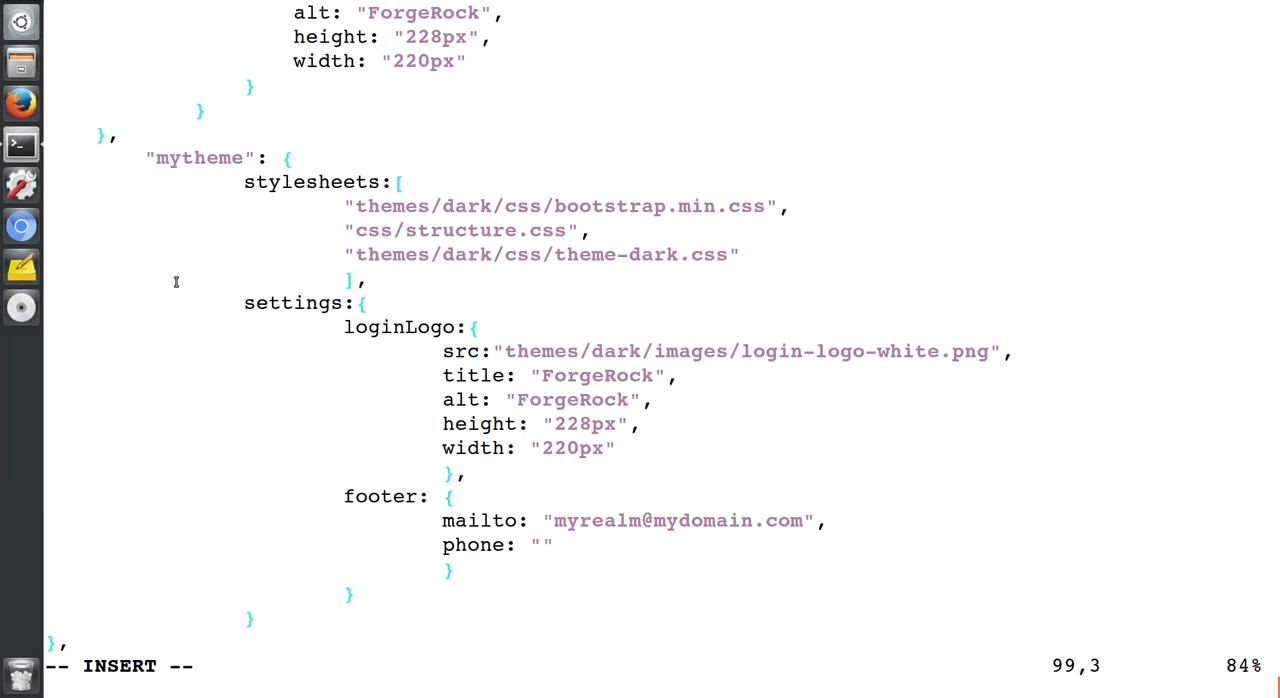 alt: "ForgeRock",
height: "228px",
width: "220px"
}
}
},
"mytheme": {
stylesheets:[
"themes/dark/css/bootstrap.min.css",
"css/structure.css",
"themes/dark/css/theme-dark.css"
],
settings:{
loginLogo:{
src:"themes/dark/images/login-logo-white.png",
title: "ForgeRock",
alt: "ForgeRock",
height: "228px",
width: "220px"
},
footer: {
mailto: "myrealm@mydomain.com",
phone: ""
}
}
}
},
-- INSERT -- 99,3 84%